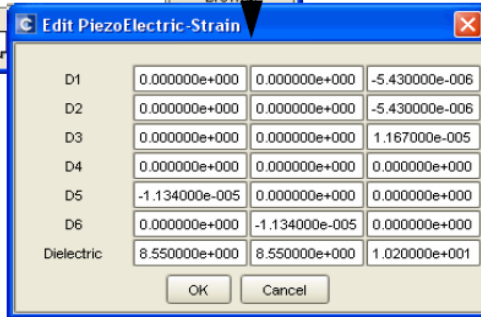 Edit PiezoElectric-Strain
D1 0.000000e+000 0.000000e+000 -5.430000e-006
D2 0.000000e+000 0.000000e+000 -5.430000e-006
D3 0.000000e+000 0.000000e+000 1.167000e-005
D4 0.000000e+000 0.000000e+000 0.000000e+000
D5 -1.134000e-005 0.000000e+000 0.000000e+000
D6 0.000000e+000 -1.134000e-005 0.000000e+000
Dielectric 8.550000e+000 8.550000e+000 1.020000e+001
OK Cancel